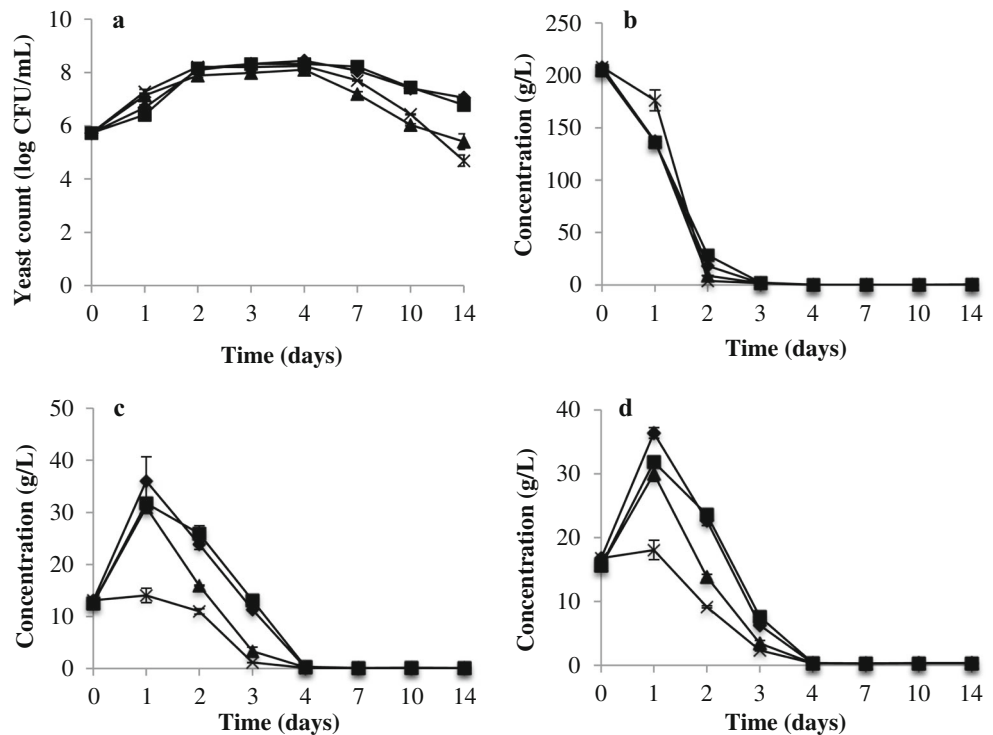 a
10
8
6
4
2
0
Yeast count (log CFU/mL)
0 1 2 3 4 7 10 14
Time (days)
b
250
200
150
100
50
0
Concentration (g/L)
0 1 2 3 4 7 10 14
Time (days)
c
50
40
30
20
10
0
Concentration (g/L)
0 1 2 3 4 7 10 14
Time (days)
d
40
30
20
10
0
Concentration (g/L)
0 1 2 3 4 7 10 14
Time (days)